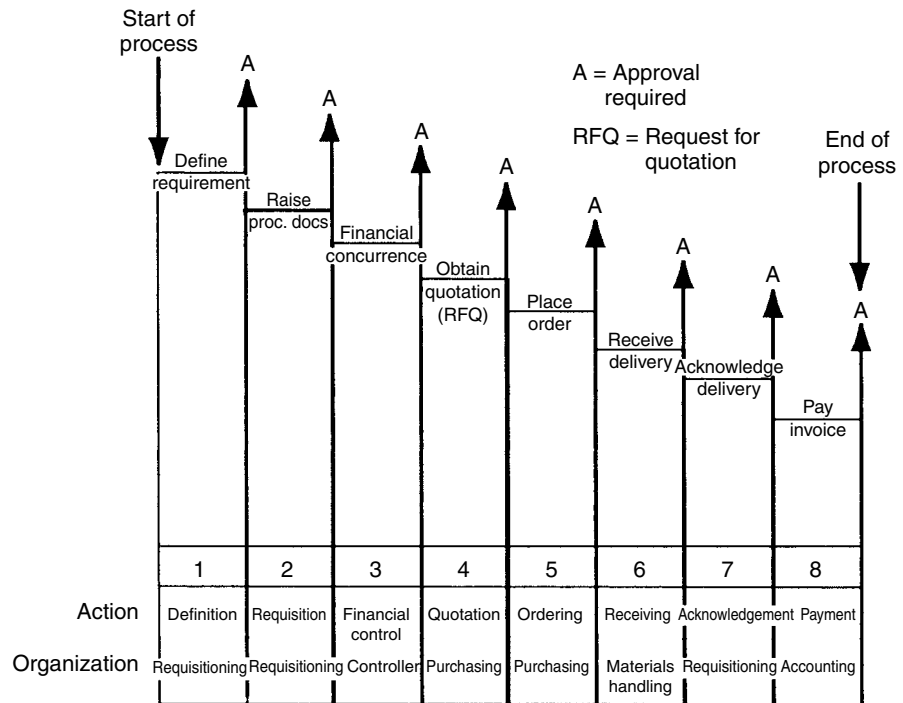 Start of
process
A
A
A
A
A
A
A
A
A = Approval
required
RFQ = Request for
quotation
End of
process
Define
requirement
Raise
proc. docs
Financial
concurrence
Obtain
quotation
(RFQ)
Place
order
Receive
delivery
Acknowledge
delivery
Pay
invoice
1 2 3 4 5 6 7 8
Action Definition Requisition Financial control Quotation Ordering Receiving Acknowledgement Payment
Organization Requisitioning Requisitioning Controller Purchasing Purchasing Materials handling Requisitioning Accounting